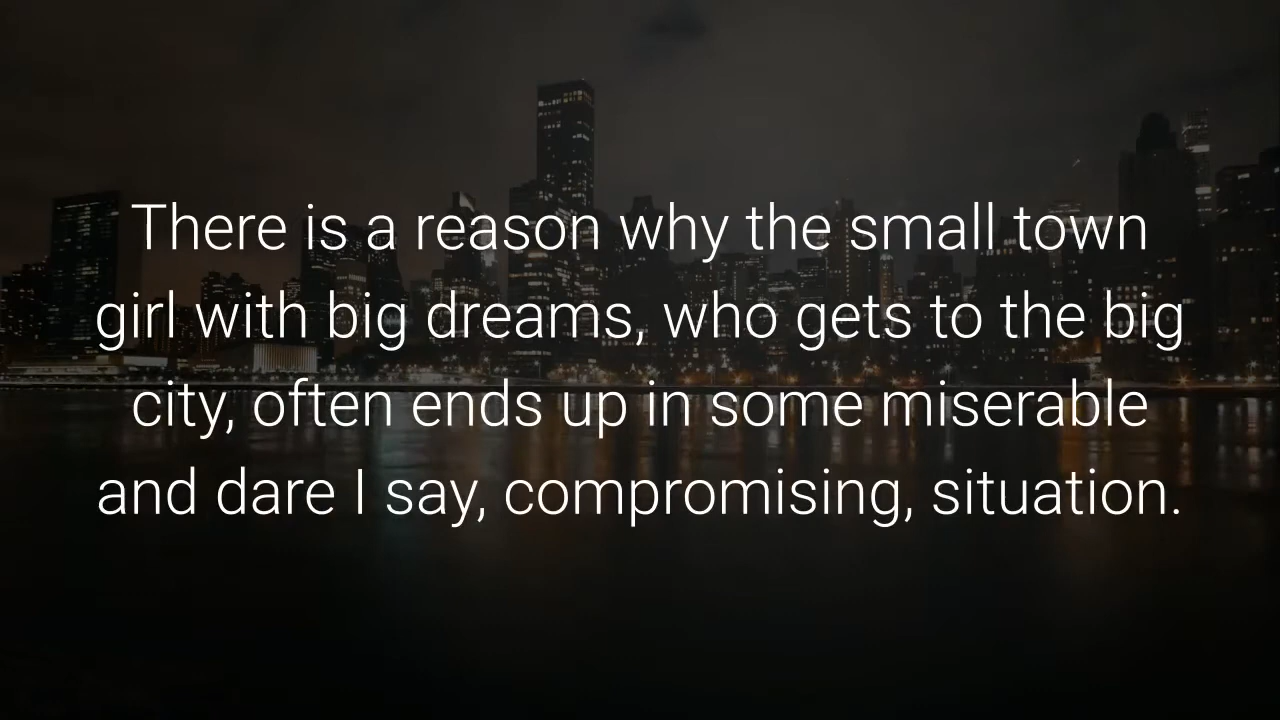 There is a reason why the small town
girl with big dreams, who gets to the big
city, often ends up in some miserable
and dare I say, compromising, situation.